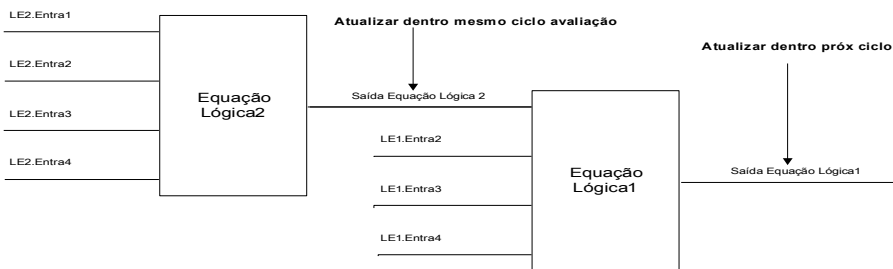 LE2.Entra1
LE2.Entra2
LE2.Entra3
LE2.Entra4
Equação
Lógica2
Atualizar dentro mesmo ciclo avaliação
Saída Equação Lógica 2
LE1.Entra2
LE1.Entra3
LE1.Entra4
Equação
Lógica1
Atualizar dentro próx ciclo
Saída Equação Lógica1